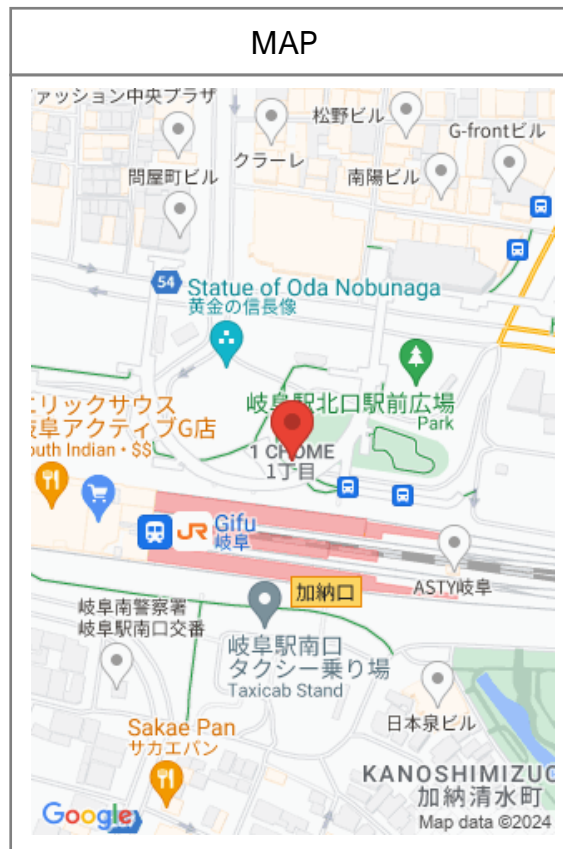 MAP
ァッション中央プラザ
松野ビル
G-frontビル
クラーレ
問屋町ビル
南陽ビル
54
Statue of Oda Nobunaga
黄金の信長像
エリックサウス
岐阜アクティブG店
outh Indian・$$
岐阜駅北口駅前広場
Park
1 CHOME
1丁目
JR
Gifu
岐阜
ASTY岐阜
加納口
岐阜南警察署
岐阜駅南口交番
岐阜駅南口
タクシー乗り場
Taxicab Stand
日本泉ビル
Sakae Pan
サカエパン
KANOSHIMIZUC
加納清水町
Google
Map data ©2024